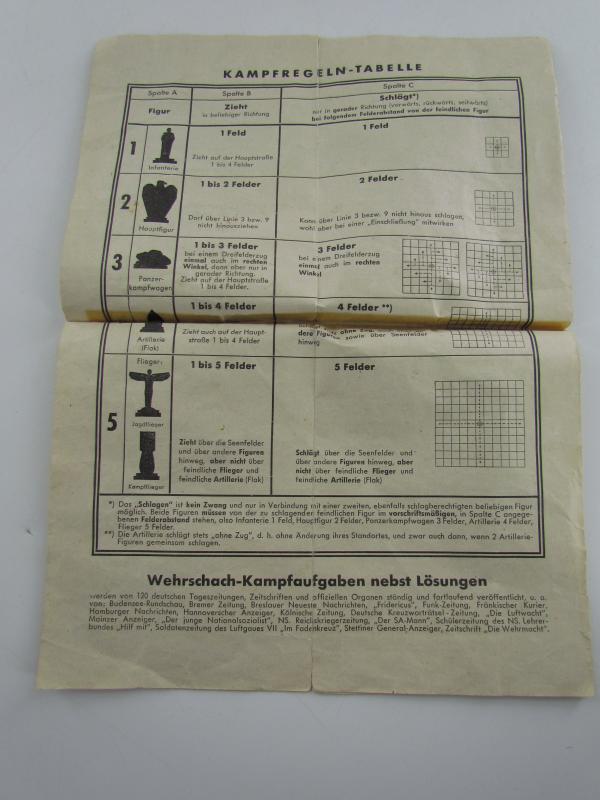 KAMPFREGELN-TABELLE
Spalte A
Spalte B
Spalte C
Figur
Zieht
in beliebiger Richtung
Schlägt*)
nur in gerader Richtung (vorwärts, rückwärts, seitwärts)
bei folgendem Felderabstand von der feindlichen Figur
1
Infanterie
1 Feld
Zieht auf der Hauptstraße
1 bis 4 Felder
1 Feld
2
Hauptfigur
1 bis 2 Felder
Darf über Linie 3 bzw. 9
nicht hinausziehen
2 Felder
Kann über Linie 3 bezw. 9 nicht hinaus schlagen,
wohl aber bei einer „Einschließung" mitwirken
3
Panzer-
kampfwagen
1 bis 3 Felder
bei einem Dreifelderzug
einmal auch im rechten
Winkel, dann aber nur in
gerader Richtung.
Zieht auf der Hauptstraße
1 bis 4 Felder.
3 Felder
bei einem Dreifelderzug
einmal auch im rechten
Winkel
Artillerie
(Flak)
1 bis 4 Felder
Zieht auch auf der Haupt-
straße 1 bis 4 Felder
4 Felder **)
dere Figuren sowie über Seenfelder
hinweg
5
Flieger:
Jagdflieger
Kampfflieger
1 bis 5 Felder
Zieht über die Seenfelder
und über andere Figuren
hinweg, aber nicht über
feindliche Flieger und
feindliche Artillerie (Flak)
5 Felder
Schlägt über die Seenfelder und
über andere Figuren hinweg, aber
nicht über feindliche Flieger und
feindliche Artillerie (Flak)
*) Das „Schlagen" ist kein Zwang und nur in Verbindung mit einer zweiten, ebenfalls schlagberechtigten beliebigen Figur
möglich. Beide Figuren müssen von der zu schlagenden feindlichen Figur im vorschriftsmäßigen, in Spalte C angege-
benen Felderabstand stehen, also Infanterie 1 Feld, Hauptfigur 2 Felder, Panzerkampfwagen 3 Felder, Artillerie 4 Felder,
Flieger 5 Felder.
**) Die Artillerie schlägt stets „ohne Zug", d. h. ohne Änderung ihres Standortes, und zwar auch dann, wenn 2 Artillerie-
Figuren gemeinsam schlagen.
Wehrschach-Kampfaufgaben nebst Lösungen
werden von 120 deutschen Tageszeitungen, Zeitschriften und offiziellen Organen ständig und fortlaufend veröffentlicht, u. a.
von: Bodensee-Rundschau, Bremer Zeitung, Breslauer Neueste Nachrichten, „Fridericus", Funk-Zeitung, Fränkischer Kurier,
Hamburger Nachrichten, Hannoverscher Anzeiger, Kölnische Zeitung, Deutsche Kreuzworträtsel-Zeitung, „Die Luftwacht",
Mainzer Anzeiger, „Der junge Nationalsozialist", NS. Reichskriegerzeitung, „Der SA-Mann", Schülerzeitung des NS. Lehrer-
bundes „Hilf mit", Soldatenzeitung des Luftgaues VII „Im Fadenkreuz", Stettiner General-Anzeiger, Zeitschrift „Die Wehrmacht".